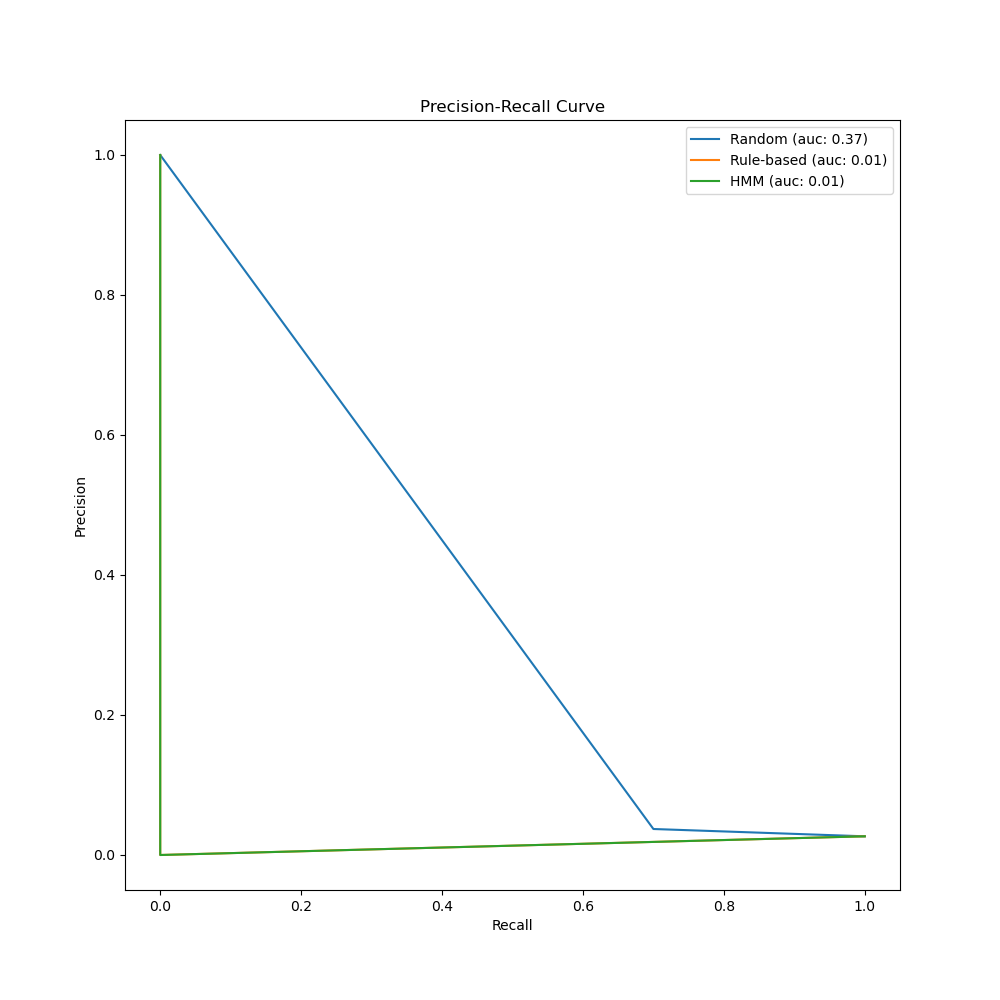 Precision-Recall Curve
Random (auc: 0.37)
Rule-based (auc: 0.01)
HMM (auc: 0.01)
1.0
0.8
0.6
0.4
0.2
0.0
Precision
0.0 0.2 0.4 0.6 0.8 1.0
Recall